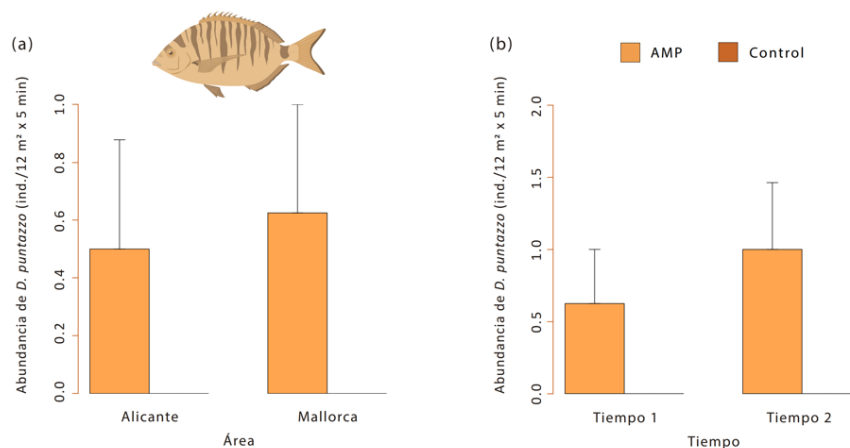 (a)
Abundancia de D. puntazzo (ind./12 m² x 5 min)
1.0
0.8
0.6
0.4
0.2
0.0
Alicante
Mallorca
Área
(b)
AMP
Control
Abundancia de D. puntazzo (ind./12 m² x 5 min)
2.0
1.5
1.0
0.5
0.0
Tiempo 1
Tiempo 2
Tiempo